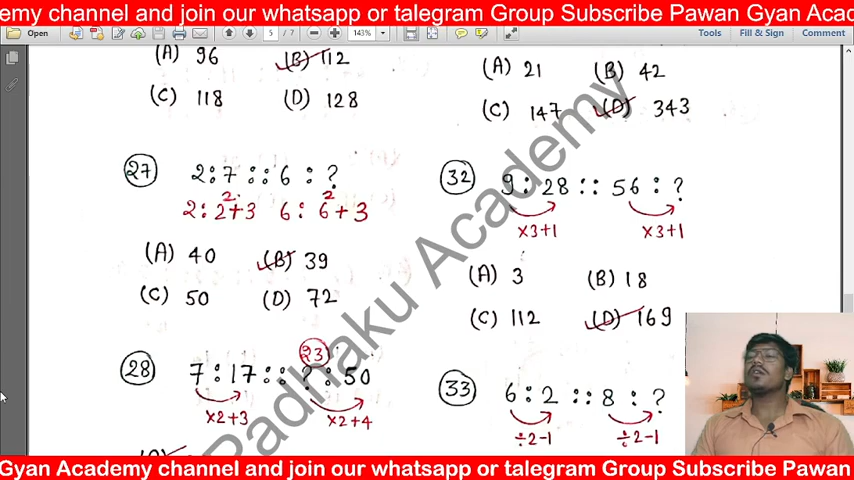 emy channel and join our whatsapp or talegram Group Subscribe Pawan Gyan Acad
Open
5 / 7
143%
Tools
Fill & Sign
Comment
(A) 96 (B) 112
(C) 118 (D) 128
27 2:7 :: 6 : ?
2: 2²+3 6: 6²+3
(A) 40 (B) 39
(C) 50 (D) 72
23
28 7:17 :: ? : 50
×2+3 ×2+4
(A) 21 (B) 42
(C) 147 (D) 343
32 9 : 28 :: 56 : ?
×3+1 ×3+1
(A) 3 (B) 18
(C) 112 (D) 169
33 6 : 2 :: 8 : ?
÷2-1 ÷2-1
Padhaku Academy
Gyan Academy channel and join our whatsapp or talegram Group Subscribe Pawan